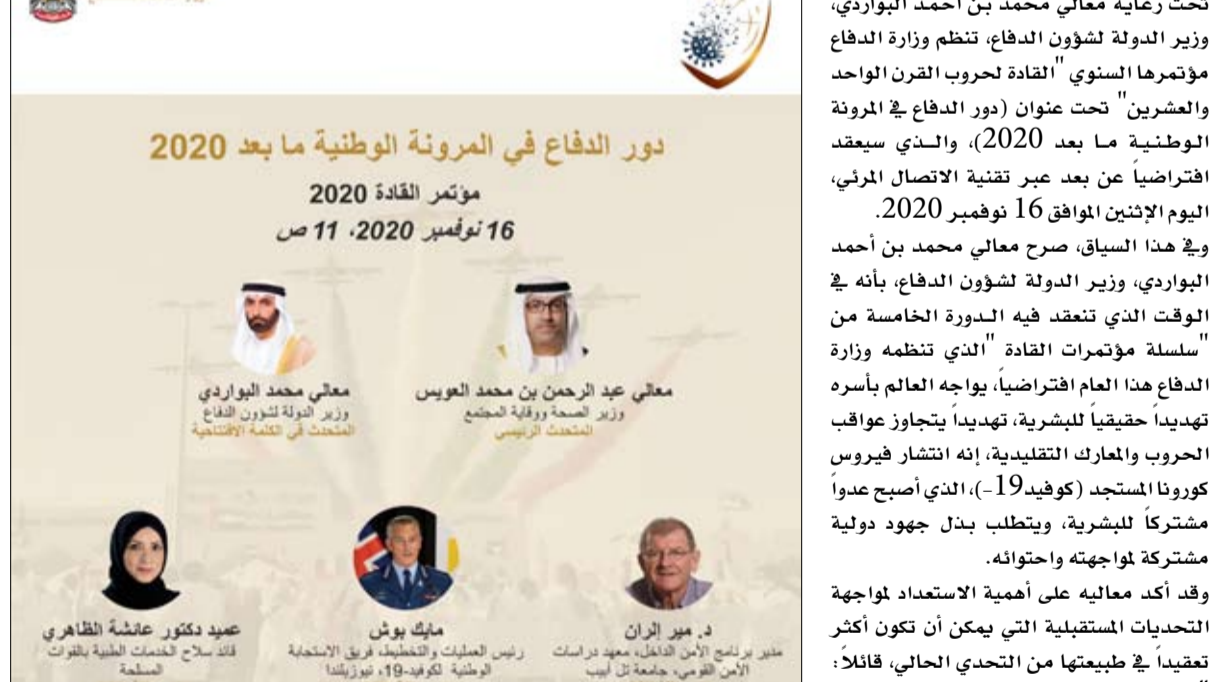 تحت رعاية معالي محمد بن أحمد البواردي،
وزير الدولة لشؤون الدفاع، تنظم وزارة الدفاع
مؤتمرها السنوي "القادة لحروب القرن الواحد
والعشرين" تحت عنوان (دور الدفاع في المرونة
الوطنية ما بعد 2020)، والذي سيعقد
افتراضياً عن بعد عبر تقنية الاتصال المرئي،
اليوم الإثنين الموافق 16 نوفمبر 2020.
وفي هذا السياق، صرح معالي محمد بن أحمد
البواردي، وزير الدولة لشؤون الدفاع، بأنه في
الوقت الذي تنعقد فيه الدورة الخامسة من
"سلسلة مؤتمرات القادة "الذي تنظمه وزارة
الدفاع هذا العام افتراضياً، يواجه العالم بأسره
تهديداً حقيقياً للبشرية، تهديداً يتجاوز عواقب
الحروب والمعارك التقليدية، إنه انتشار فيروس
كورونا المستجد (كوفيد19-)، الذي أصبح عدواً
مشتركاً للبشرية، ويتطلب بذل جهود دولية
مشتركة لمواجهته واحتوائه.
وقد أكد معاليه على أهمية الاستعداد لمواجهة
التحديات المستقبلية التي يمكن أن تكون أكثر
تعقيداً في طبيعتها من التحدي الحالي، قائلاً:
دور الدفاع في المرونة الوطنية ما بعد 2020
مؤتمر القادة 2020
16 نوفمبر 2020، 11 ص
معالي عبد الرحمن بن محمد العويس
وزير الصحة ووقاية المجتمع
المتحدث الرئيسي
معالي محمد البواردي
وزير الدولة لشؤون الدفاع
المتحدث في الكلمة الافتتاحية
د. مير إلران
مدير برنامج الأمن الداخل، معهد دراسات
الأمن القومي، جامعة تل أبيب
مايك بوش
رئيس العمليات والتخطيط، فريق الاستجابة
الوطنية لكوفيد-19، نيوزيلندا
عميد دكتور عائشة الظاهري
قائد سلاح الخدمات الطبية بالقوات
المسلحة